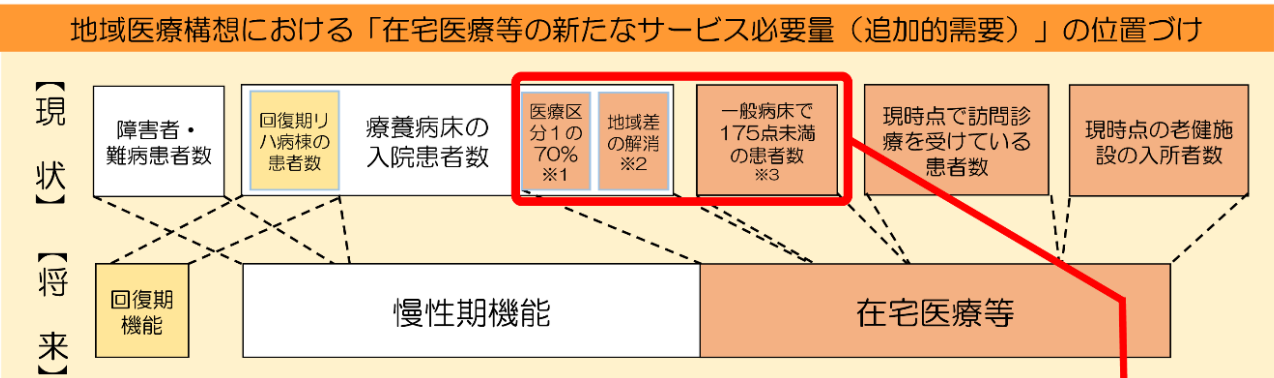 地域医療構想における「在宅医療等の新たなサービス必要量（追加的需要）」の位置づけ
【現状】
障害者・
難病患者数
回復期リ
ハ病棟の
患者数
療養病床の
入院患者数
医療区
分1の
70%
※1
地域差
の解消
※2
一般病床で
175点未満
の患者数
※3
現時点で訪問診
療を受けている
患者数
現時点の老健施
設の入所者数
【将来】
回復期
機能
慢性期機能
在宅医療等